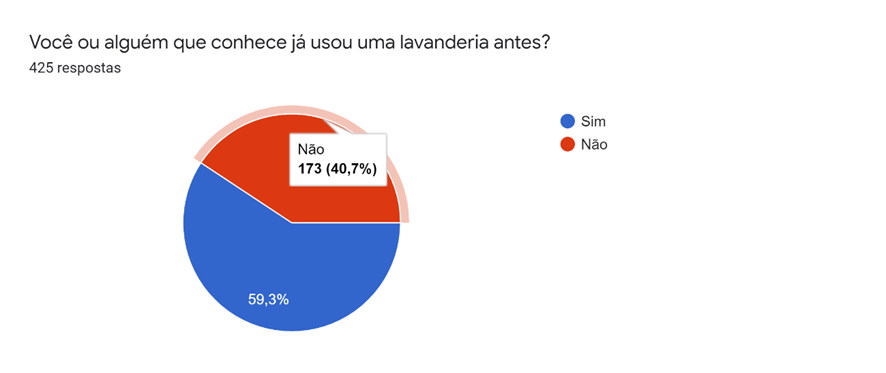 Você ou alguém que conhece já usou uma lavanderia antes?
425 respostas
Sim
Não
Não
173 (40,7%)
59,3%